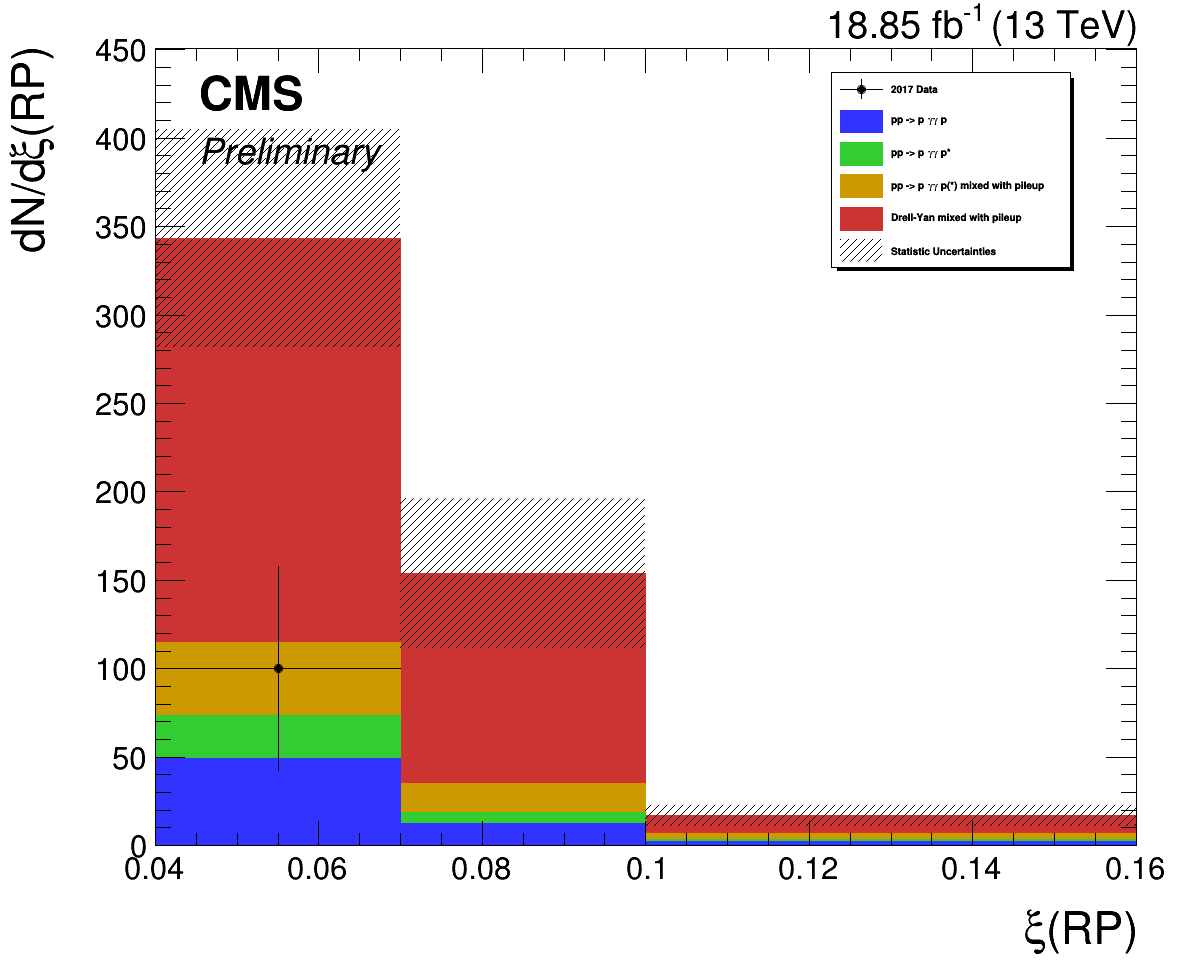 18.85 fb-1 (13 TeV)
dN/dξ(RP)
CMS
Preliminary
2017 Data
pp -> p γγ p
pp -> p γγ p*
pp -> p γγ p(*) mixed with pileup
Drell-Yan mixed with pileup
Statistic Uncertainties
450
400
350
300
250
200
150
100
50
0
0.04 0.06 0.08 0.1 0.12 0.14 0.16
ξ(RP)